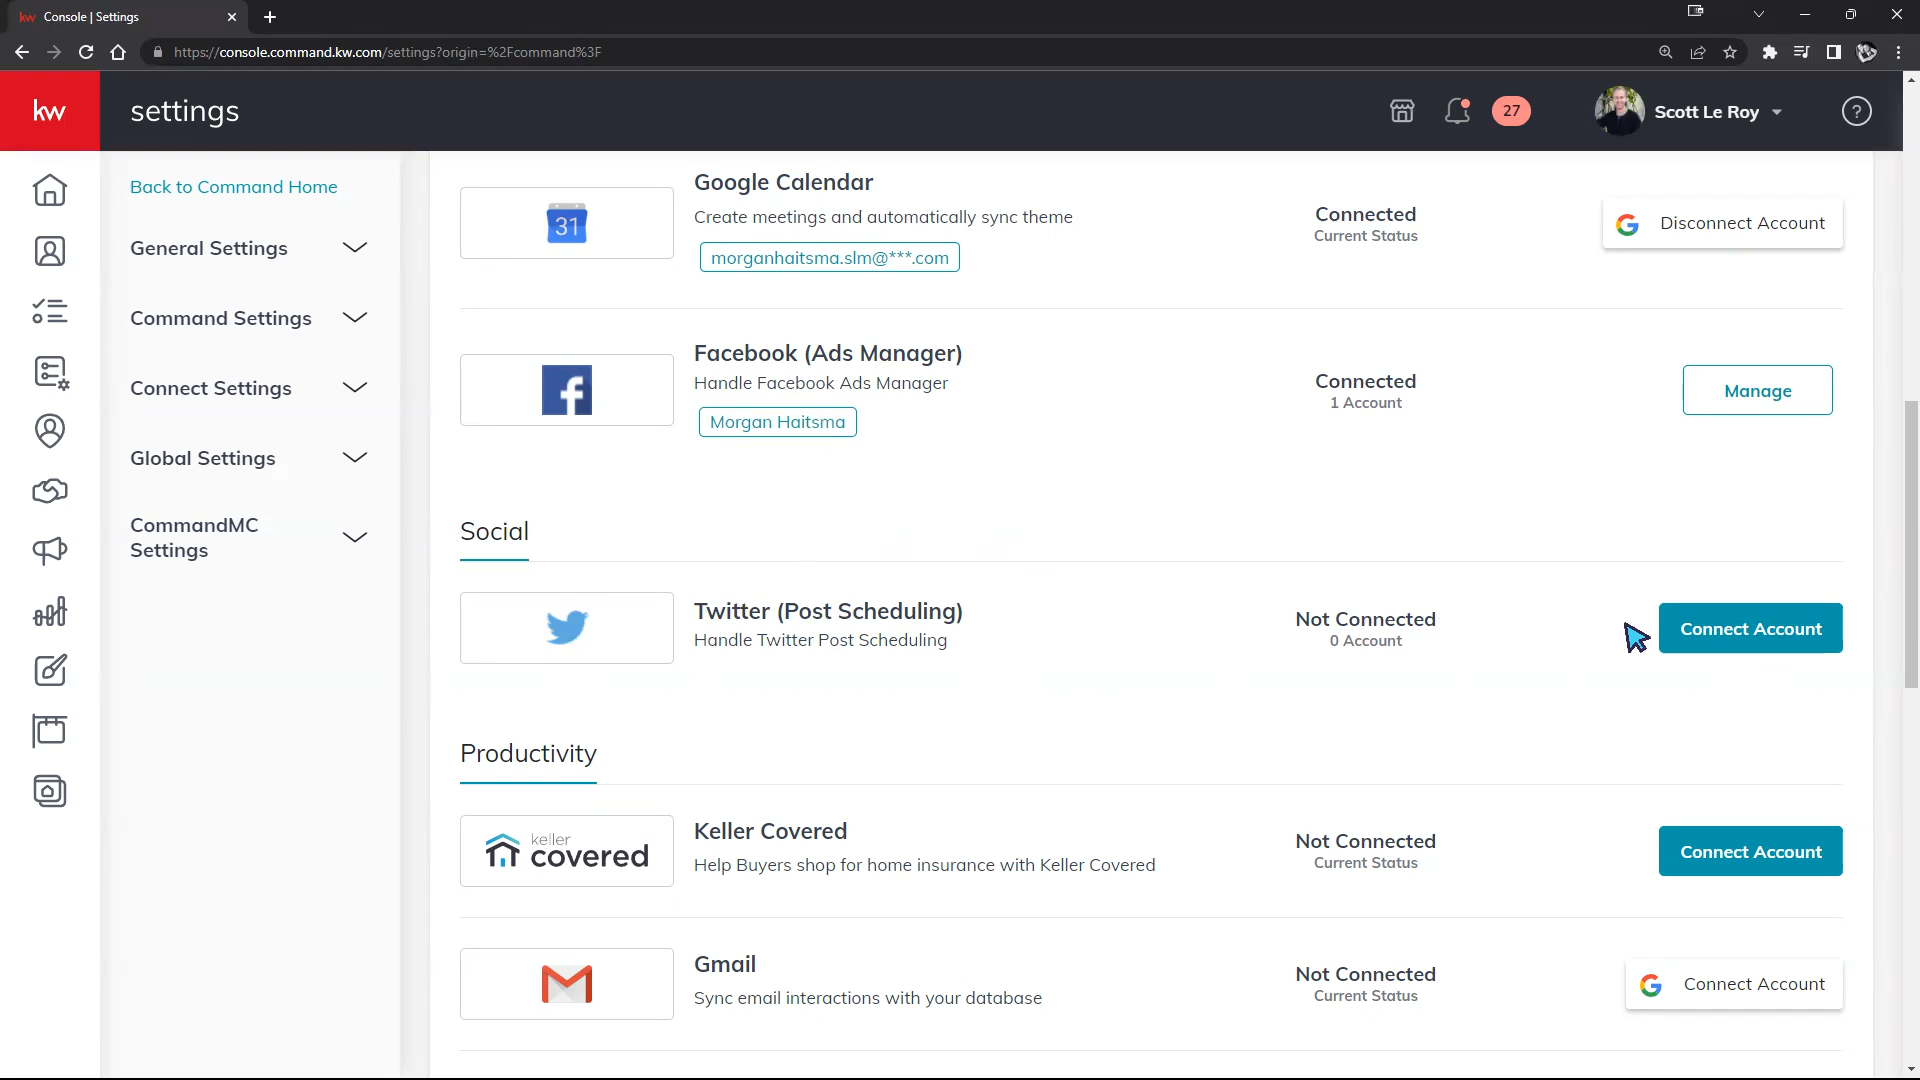 kw Console | Settings
https://console.command.kw.com/settings?origin=%2Fcommand%3F
kw
settings
27
Scott Le Roy
?
Back to Command Home
General Settings
Command Settings
Connect Settings
Global Settings
CommandMC
Settings
31
Google Calendar
Create meetings and automatically sync theme
morganhaitsma.slm@***.com
Connected
Current Status
G Disconnect Account
f
Facebook (Ads Manager)
Handle Facebook Ads Manager
Morgan Haitsma
Connected
1 Account
Manage
Social
Twitter (Post Scheduling)
Handle Twitter Post Scheduling
Not Connected
0 Account
Connect Account
Productivity
keller
covered
Keller Covered
Help Buyers shop for home insurance with Keller Covered
Not Connected
Current Status
Connect Account
Gmail
Sync email interactions with your database
Not Connected
Current Status
G Connect Account